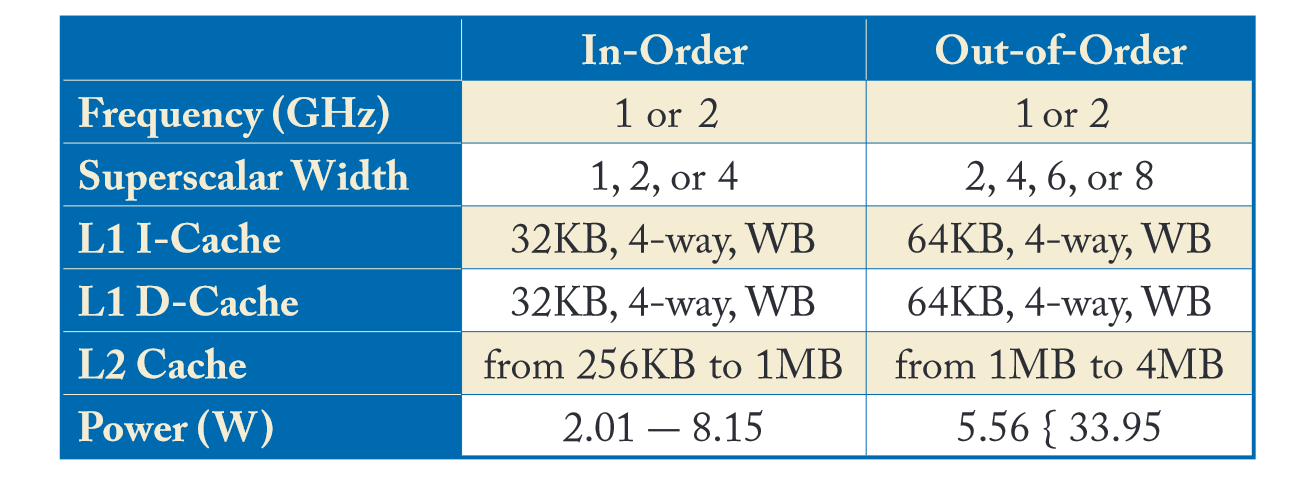 In-Order Out-of-Order
Frequency (GHz) 1 or 2 1 or 2
Superscalar Width 1, 2, or 4 2, 4, 6, or 8
L1 I-Cache 32KB, 4-way, WB 64KB, 4-way, WB
L1 D-Cache 32KB, 4-way, WB 64KB, 4-way, WB
L2 Cache from 256KB to 1MB from 1MB to 4MB
Power (W) 2.01 — 8.15 5.56 { 33.95